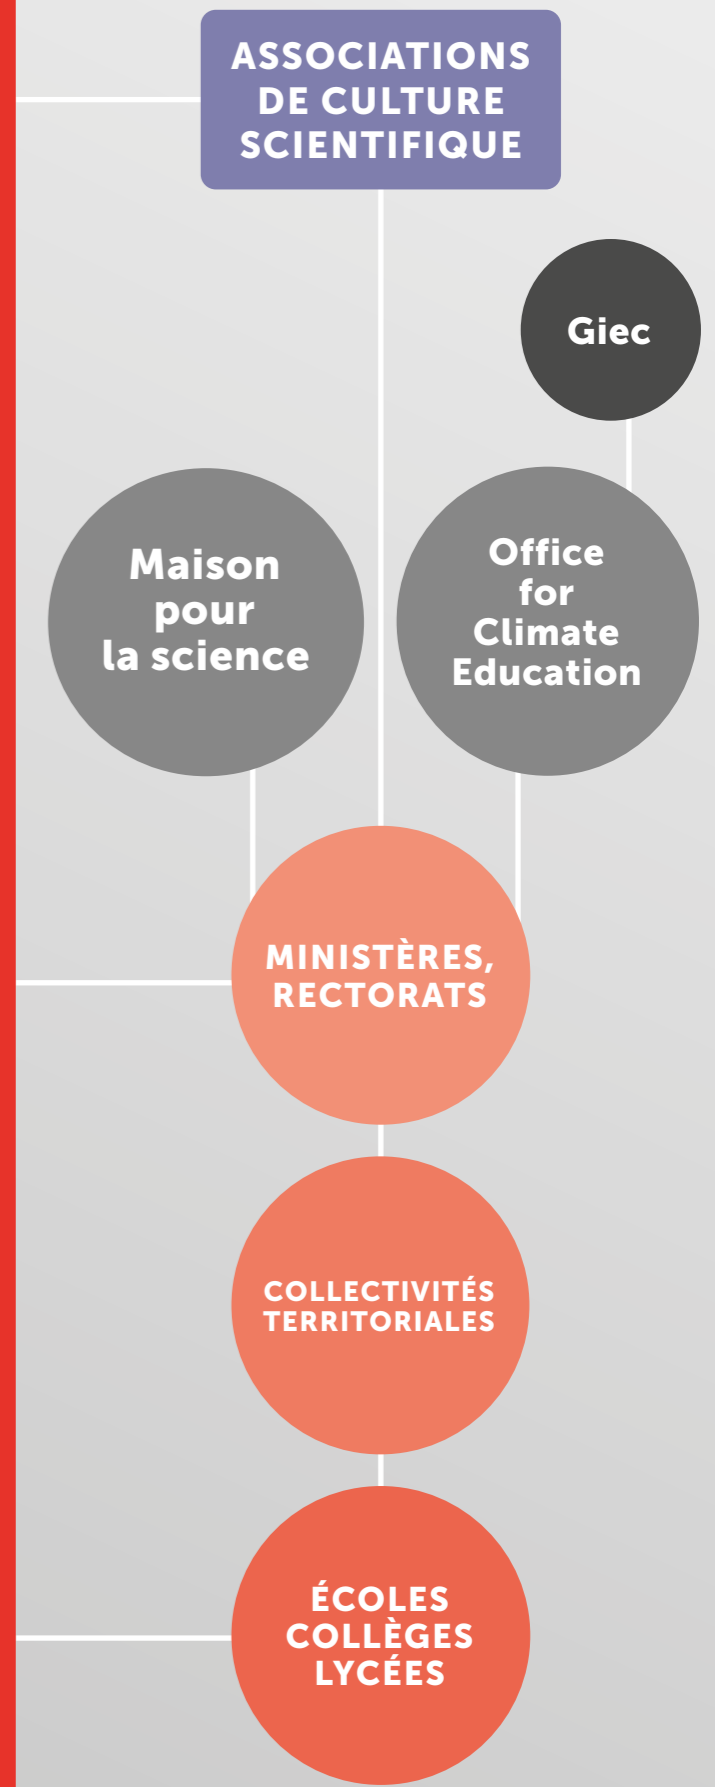 ASSOCIATIONS
DE CULTURE
SCIENTIFIQUE
Giec
Maison
pour
la science
Office
for
Climate
Education
MINISTÈRES,
RECTORATS
COLLECTIVITÉS
TERRITORIALES
ÉCOLES
COLLÈGES
LYCÉES